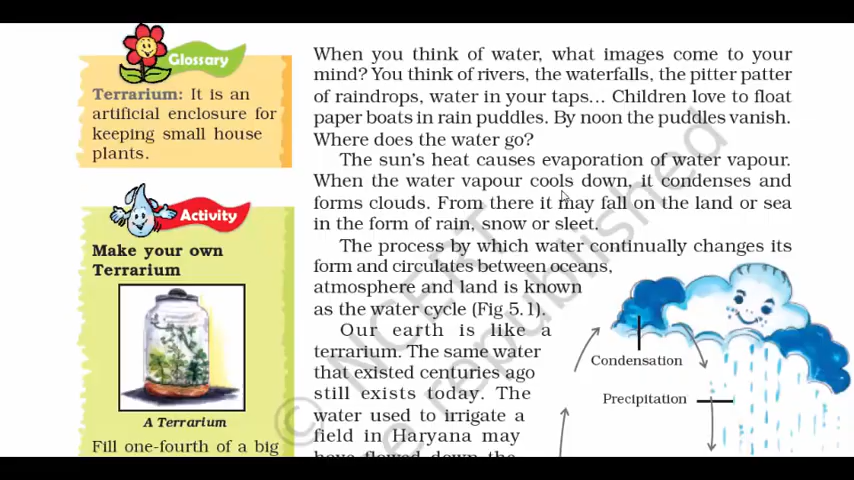 Glossary
Terrarium: It is an
artificial enclosure for
keeping small house
plants.
Activity
Make your own
Terrarium
A Terrarium
Fill one-fourth of a big
When you think of water, what images come to your
mind? You think of rivers, the waterfalls, the pitter patter
of raindrops, water in your taps... Children love to float
paper boats in rain puddles. By noon the puddles vanish.
Where does the water go?
The sun's heat causes evaporation of water vapour.
When the water vapour cools down, it condenses and
forms clouds. From there it may fall on the land or sea
in the form of rain, snow or sleet.
The process by which water continually changes its
form and circulates between oceans,
atmosphere and land is known
as the water cycle (Fig 5.1).
Our earth is like a
terrarium. The same water
that existed centuries ago
still exists today. The
water used to irrigate a
field in Haryana may
have flowed down the
Condensation
Precipitation
© NCERT
e republished